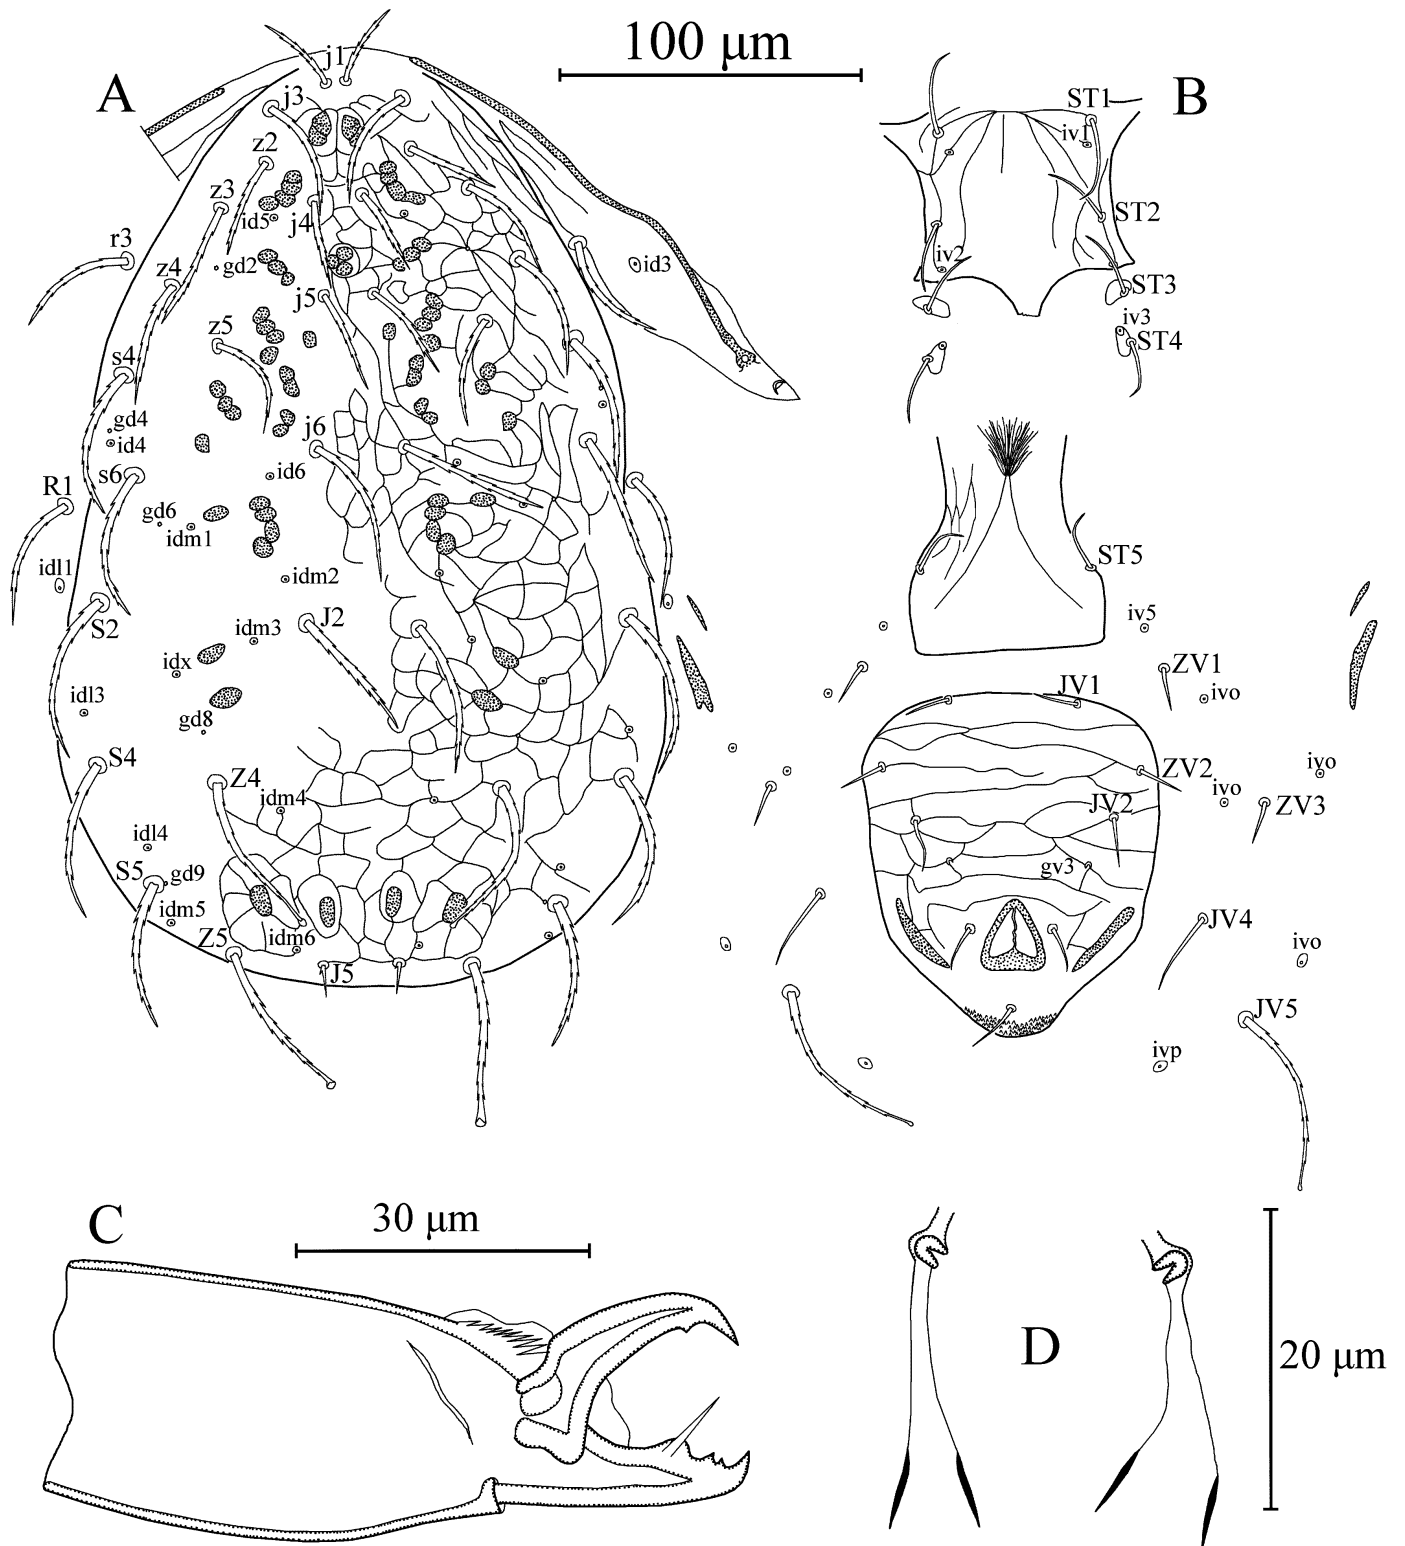 100 μm
A
B
j1
j3
z2
z3
id5
j4
r3
z4
gd2
id3
j5
z5
s4
gd4
id4
j6
s6
id6
R1
gd6
idm1
idl1
idm2
S2
J2
idm3
idx
idl3
gd8
S4
Z4
idm4
idl4
S5
gd9
idm5
Z5
idm6
J5
ST1
iv1
ST2
iv2
ST3
iv3
ST4
ST5
iv5
ZV1
JV1
ivo
ZV2
ivo
ivo
JV2
ZV3
gv3
JV4
ivo
JV5
ivp
C
30 μm
D
20 μm